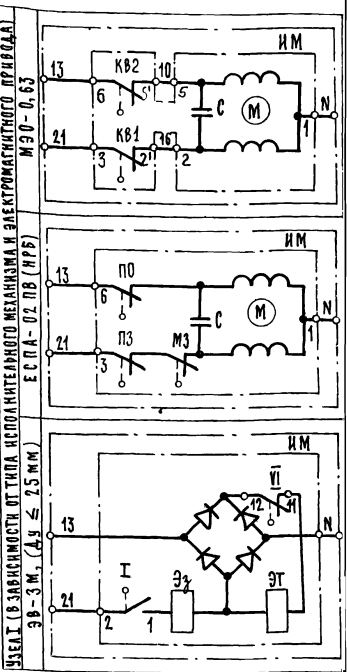 УЗЕЛ I (В ЗАВИСИМОСТИ ОТ ТИПА ИСПОЛНИТЕЛЬНОГО МЕХАНИЗМА И ЭЛЕКТРОМАГНИТНОГО ПРИВОДА)
МЭО-0,63
ИМ
13
6
КВ2
5'
10
5
С
М
1
N
21
3
КВ1
2'
16
2
ЕСПА-02 ПВ (НРБ)
ИМ
13
6
ПО
С
М
1
N
21
3
ПЗ
МЗ
ЭВ-3М, (ДУ ≤ 25мм)
ИМ
VI
12
11
13
N
I
21
2
1
Эз
ЭТ